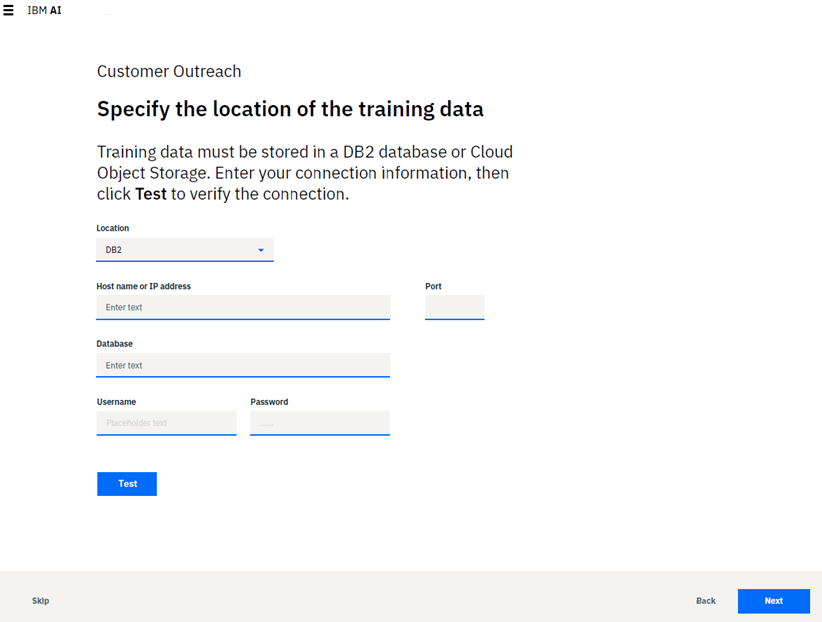 IBM AI
Customer Outreach
Specify the location of the training data
Training data must be stored in a DB2 database or Cloud
Object Storage. Enter your connection information, then
click Test to verify the connection.
Location
DB2
Host name or IP address
Port
Enter text
Database
Enter text
Username
Password
Placeholder text
......
Test
Skip
Back
Next